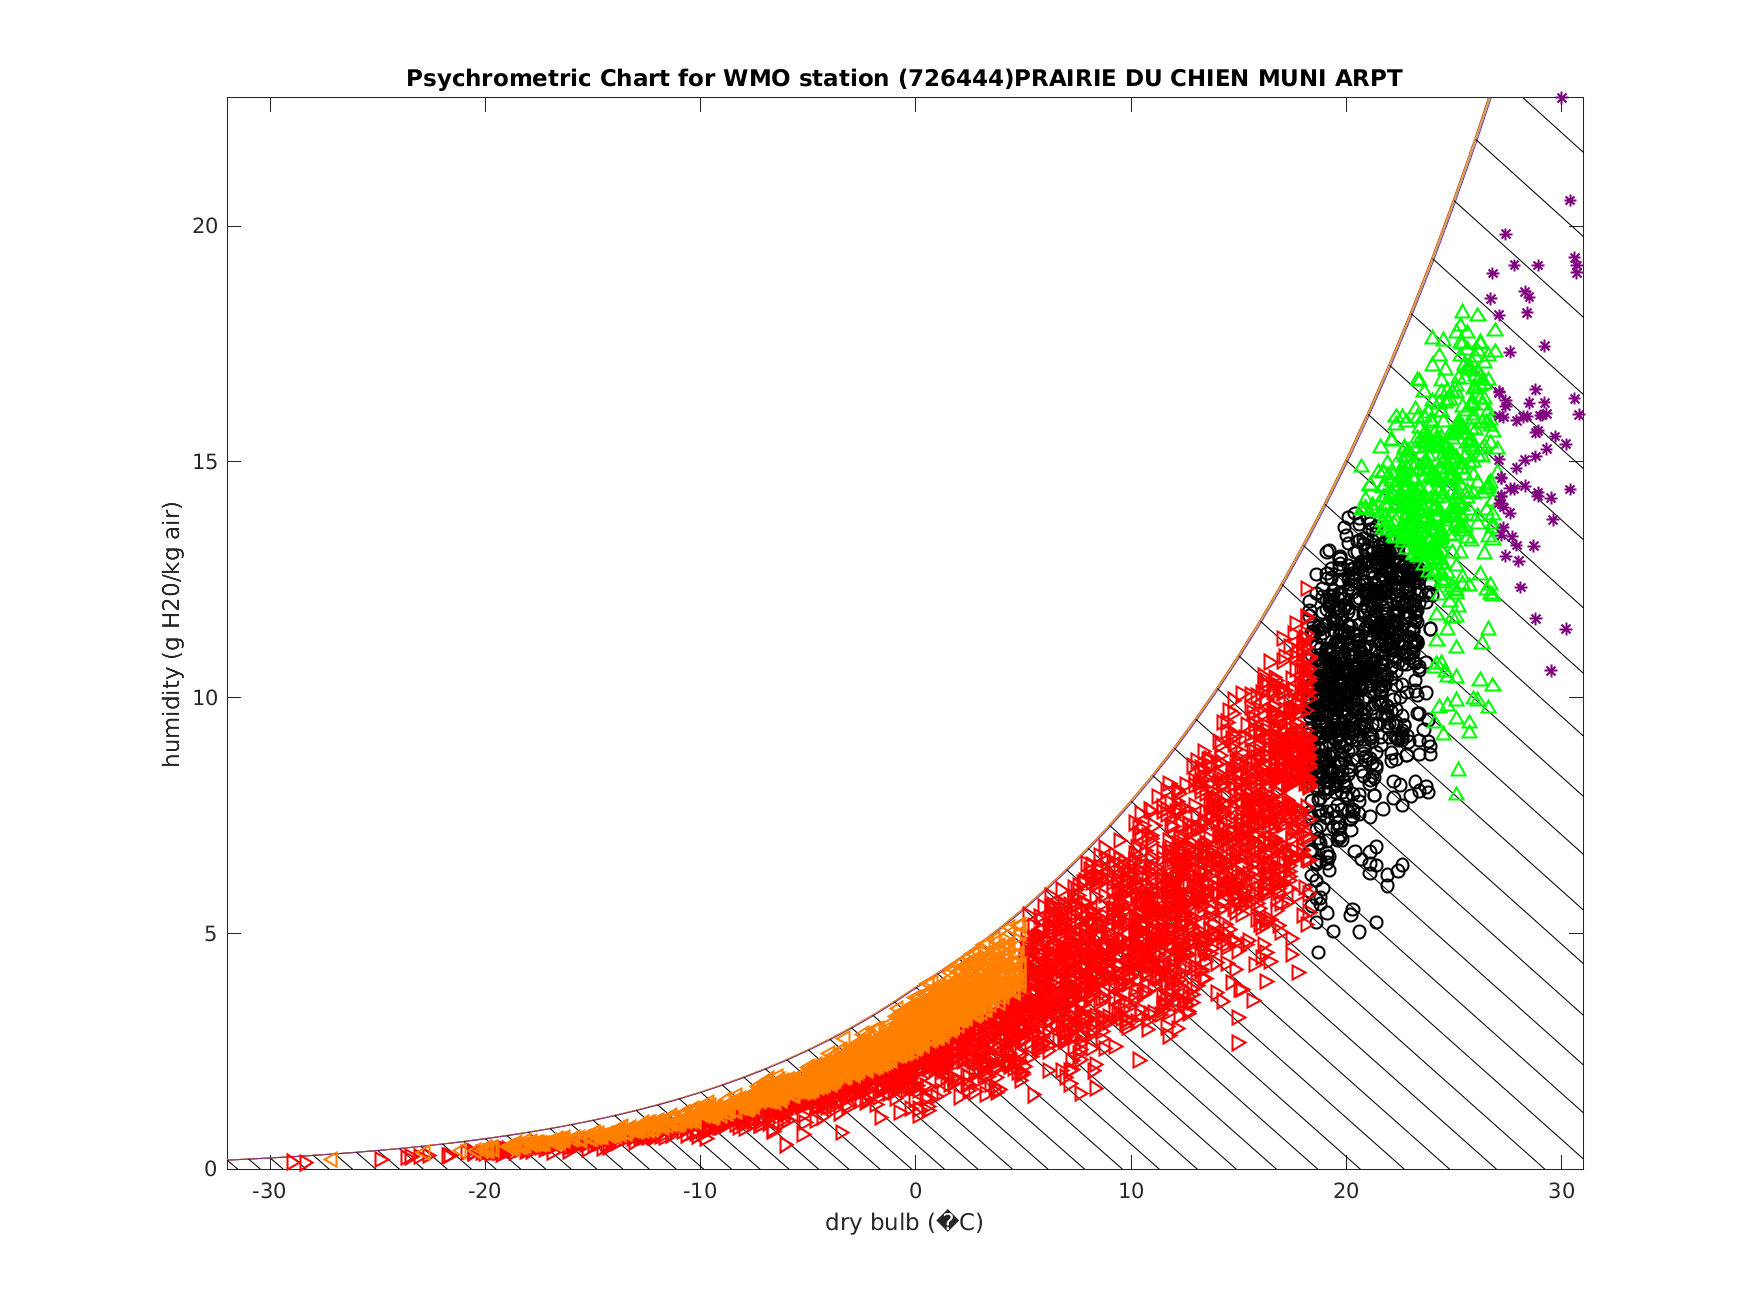 Psychrometric Chart for WMO station (726444)PRAIRIE DU CHIEN MUNI ARPT
20
15
10
5
0
humidity (g H20/kg air)
-30 -20 -10 0 10 20 30
dry bulb (�C)